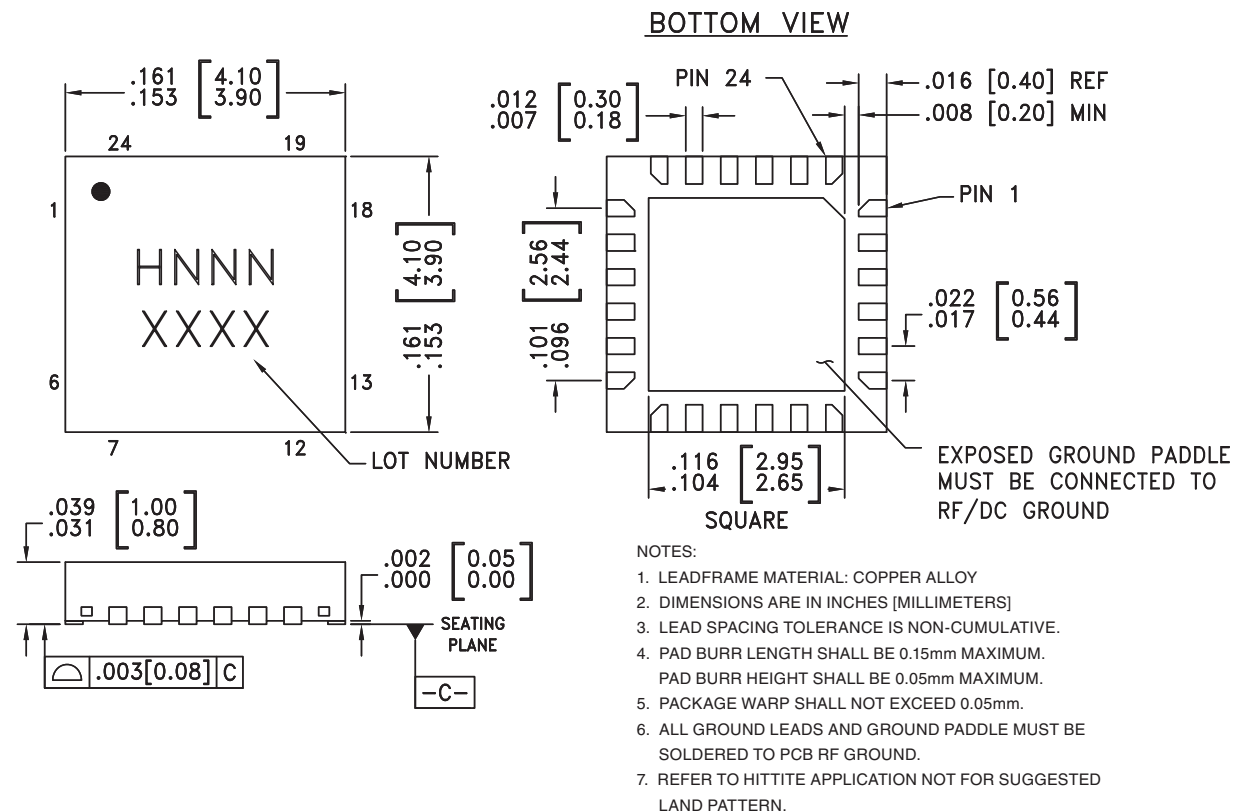 BOTTOM VIEW
.161 [4.10]
.153 [3.90]
24 19
1 18
HNNN
XXXX
6 13
7 12
LOT NUMBER
.161 [4.10]
.153 [3.90]
PIN 24
.012 [0.30]
.007 [0.18]
.016 [0.40] REF
.008 [0.20] MIN
PIN 1
.101 [2.56]
.096 [2.44]
.022 [0.56]
.017 [0.44]
.116 [2.95]
.104 [2.65]
SQUARE
EXPOSED GROUND PADDLE
MUST BE CONNECTED TO
RF/DC GROUND
.039 [1.00]
.031 [0.80]
.002 [0.05]
.000 [0.00]
SEATING
PLANE
.003[0.08] C
-C-
NOTES:
1. LEADFRAME MATERIAL: COPPER ALLOY
2. DIMENSIONS ARE IN INCHES [MILLIMETERS]
3. LEAD SPACING TOLERANCE IS NON-CUMULATIVE.
4. PAD BURR LENGTH SHALL BE 0.15mm MAXIMUM.
PAD BURR HEIGHT SHALL BE 0.05mm MAXIMUM.
5. PACKAGE WARP SHALL NOT EXCEED 0.05mm.
6. ALL GROUND LEADS AND GROUND PADDLE MUST BE
SOLDERED TO PCB RF GROUND.
7. REFER TO HITTITE APPLICATION NOT FOR SUGGESTED
LAND PATTERN.